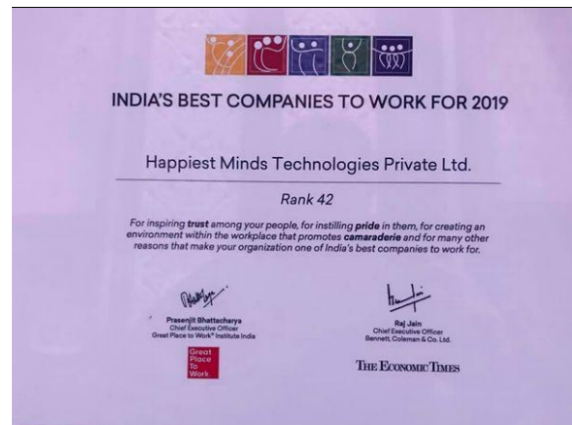 INDIA'S BEST COMPANIES TO WORK FOR 2019
Happiest Minds Technologies Private Ltd.
Rank 42
For inspiring trust among your people, for instilling pride in them, for creating an
environment within the workplace that promotes camaraderie and for many other
reasons that make your organization one of India's best companies to work for.
Prasenjit Bhattacharya
Chief Executive Officer
Great Place to Work® Institute India
Raj Jain
Chief Executive Officer
Bennett, Coleman & Co. Ltd.
Great
Place
To
Work
THE ECONOMIC TIMES